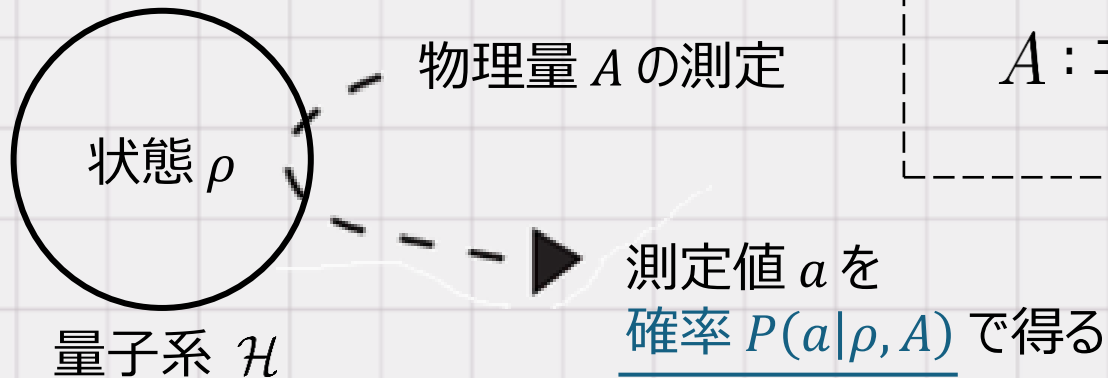 物理量 A の測定
A :
状態 ρ
測定値 a を
確率 P(a|ρ, A) で得る
量子系 ℋ